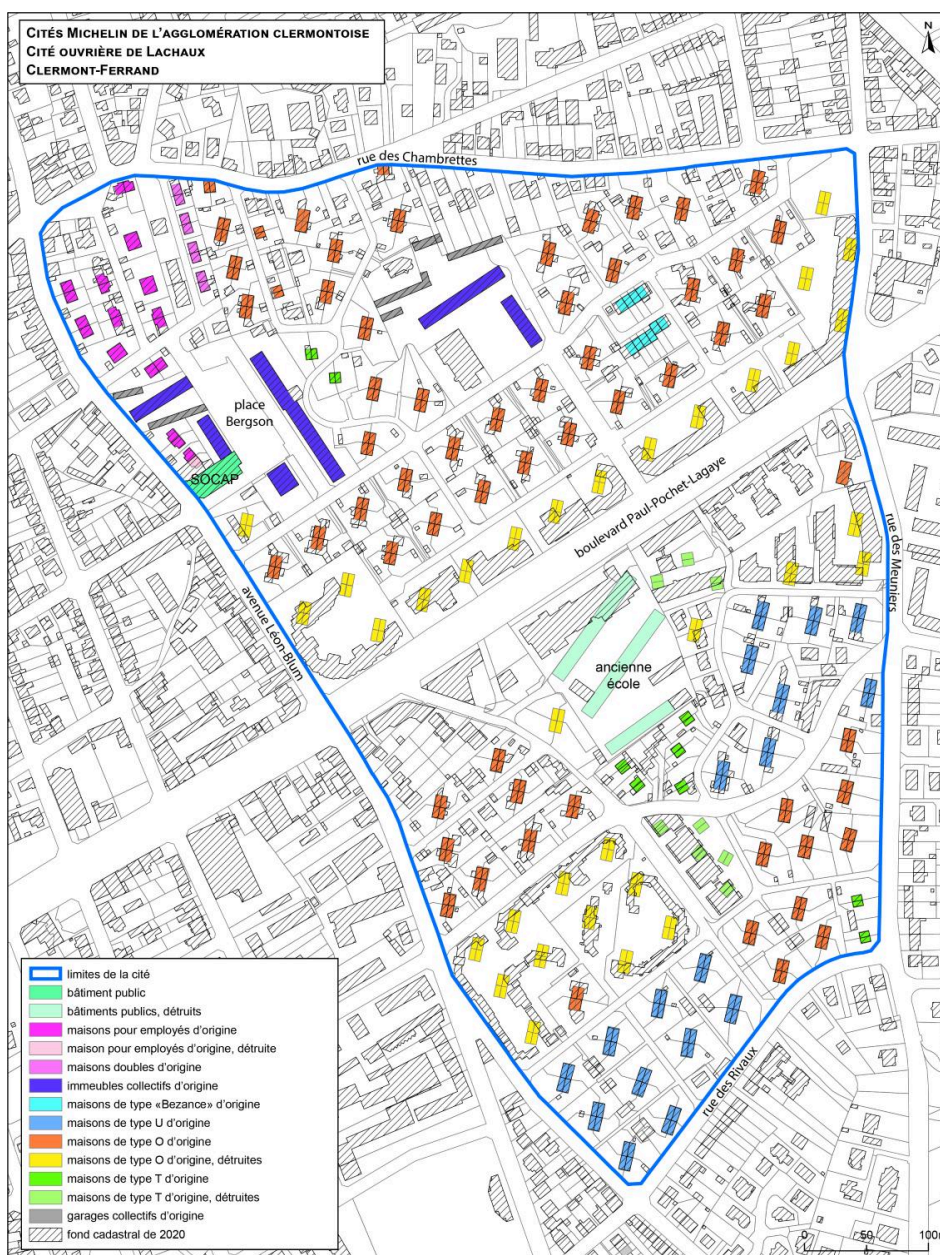 CITÉS MICHELIN DE L'AGGLOMÉRATION CLERMONTOISE
CITÉ OUVRIÈRE DE LACHAUX
CLERMONT-FERRAND
N
rue des Chambrettes
place
Bergson
SOCAP
boulevard Paul-Pochet-Lagaye
rue des Meuniers
avenue Léon-Blum
ancienne
école
rue des Rivaux
limites de la cité
bâtiment public
bâtiments publics, détruits
maisons pour employés d'origine
maison pour employés d'origine, détruite
maisons doubles d'origine
immeubles collectifs d'origine
maisons de type «Bezance» d'origine
maisons de type U d'origine
maisons de type O d'origine
maisons de type O d'origine, détruites
maisons de type T d'origine
maisons de type T d'origine, détruites
garages collectifs d'origine
fond cadastral de 2020
0 50 100